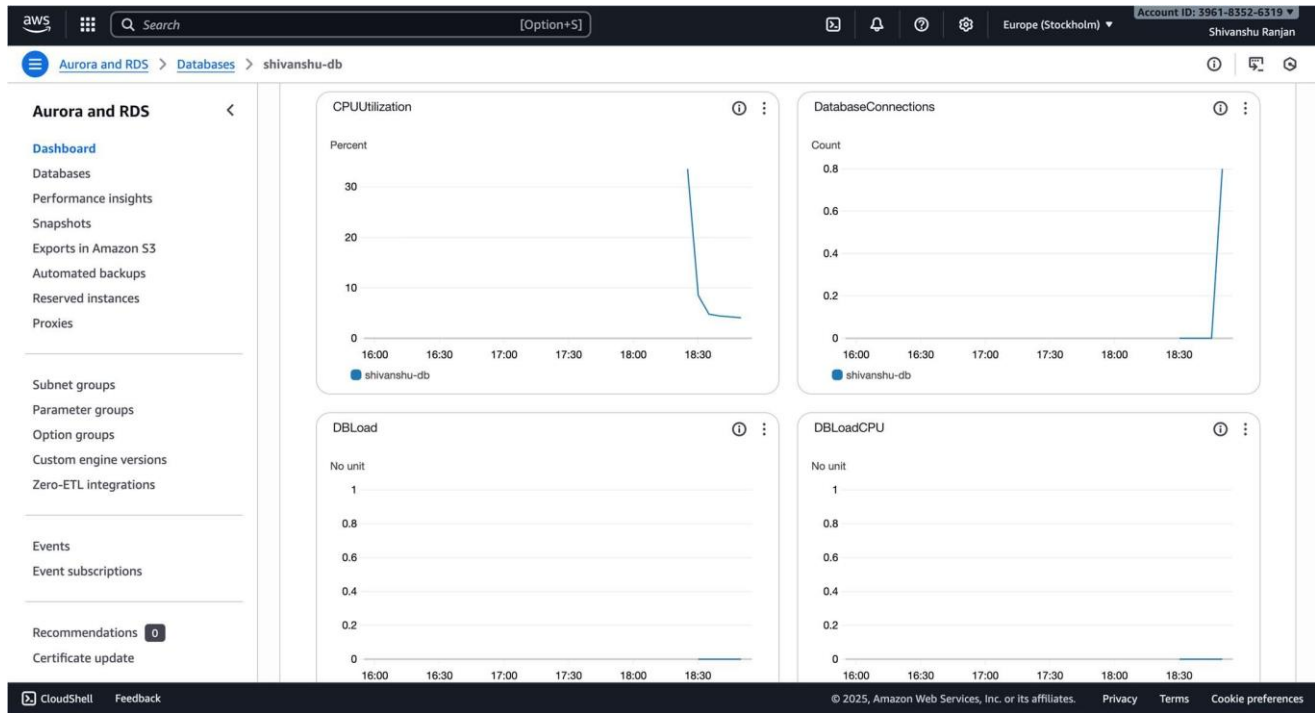 aws
Search [Option+S]
Europe (Stockholm)
Account ID: 3961-8352-6319
Shivanshu Ranjan
Aurora and RDS > Databases > shivanshu-db
Aurora and RDS
Dashboard
Databases
Performance insights
Snapshots
Exports in Amazon S3
Automated backups
Reserved instances
Proxies
Subnet groups
Parameter groups
Option groups
Custom engine versions
Zero-ETL integrations
Events
Event subscriptions
Recommendations 0
Certificate update
CPUUtilization
Percent
30
20
10
0
16:00 16:30 17:00 17:30 18:00 18:30
shivanshu-db
DatabaseConnections
Count
0.8
0.6
0.4
0.2
0
16:00 16:30 17:00 17:30 18:00 18:30
shivanshu-db
DBLoad
No unit
1
0.8
0.6
0.4
0.2
0
16:00 16:30 17:00 17:30 18:00 18:30
DBLoadCPU
No unit
1
0.8
0.6
0.4
0.2
0
16:00 16:30 17:00 17:30 18:00 18:30
CloudShell Feedback © 2025, Amazon Web Services, Inc. or its affiliates. Privacy Terms Cookie preferences